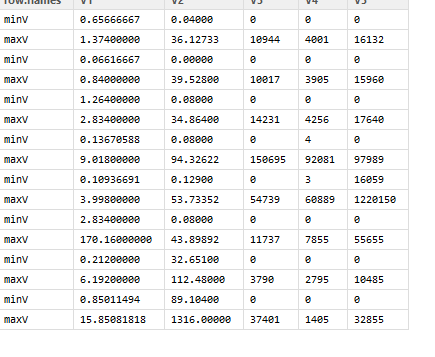 row.names V1 V2 V3 V4 V5
minV 0.65666667 0.04000 0 0 0
maxV 1.37400000 36.12733 10944 4001 16132
minV 0.06616667 0.00000 0 0 0
maxV 0.84000000 39.52800 10017 3905 15960
minV 1.26400000 0.08000 0 0 0
maxV 2.83400000 34.86400 14231 4256 17640
minV 0.13670588 0.08000 0 4 0
maxV 9.01800000 94.32622 150695 92081 97989
minV 0.10936691 0.12900 0 3 16059
maxV 3.99800000 53.73352 54739 60889 1220150
minV 2.83400000 0.08000 0 0 0
maxV 170.16000000 43.89892 11737 7855 55655
minV 0.21200000 32.65100 0 0 0
maxV 6.19200000 112.48000 3790 2795 10485
minV 0.85011494 89.10400 0 0 0
maxV 15.85081818 1316.00000 37401 1405 32855